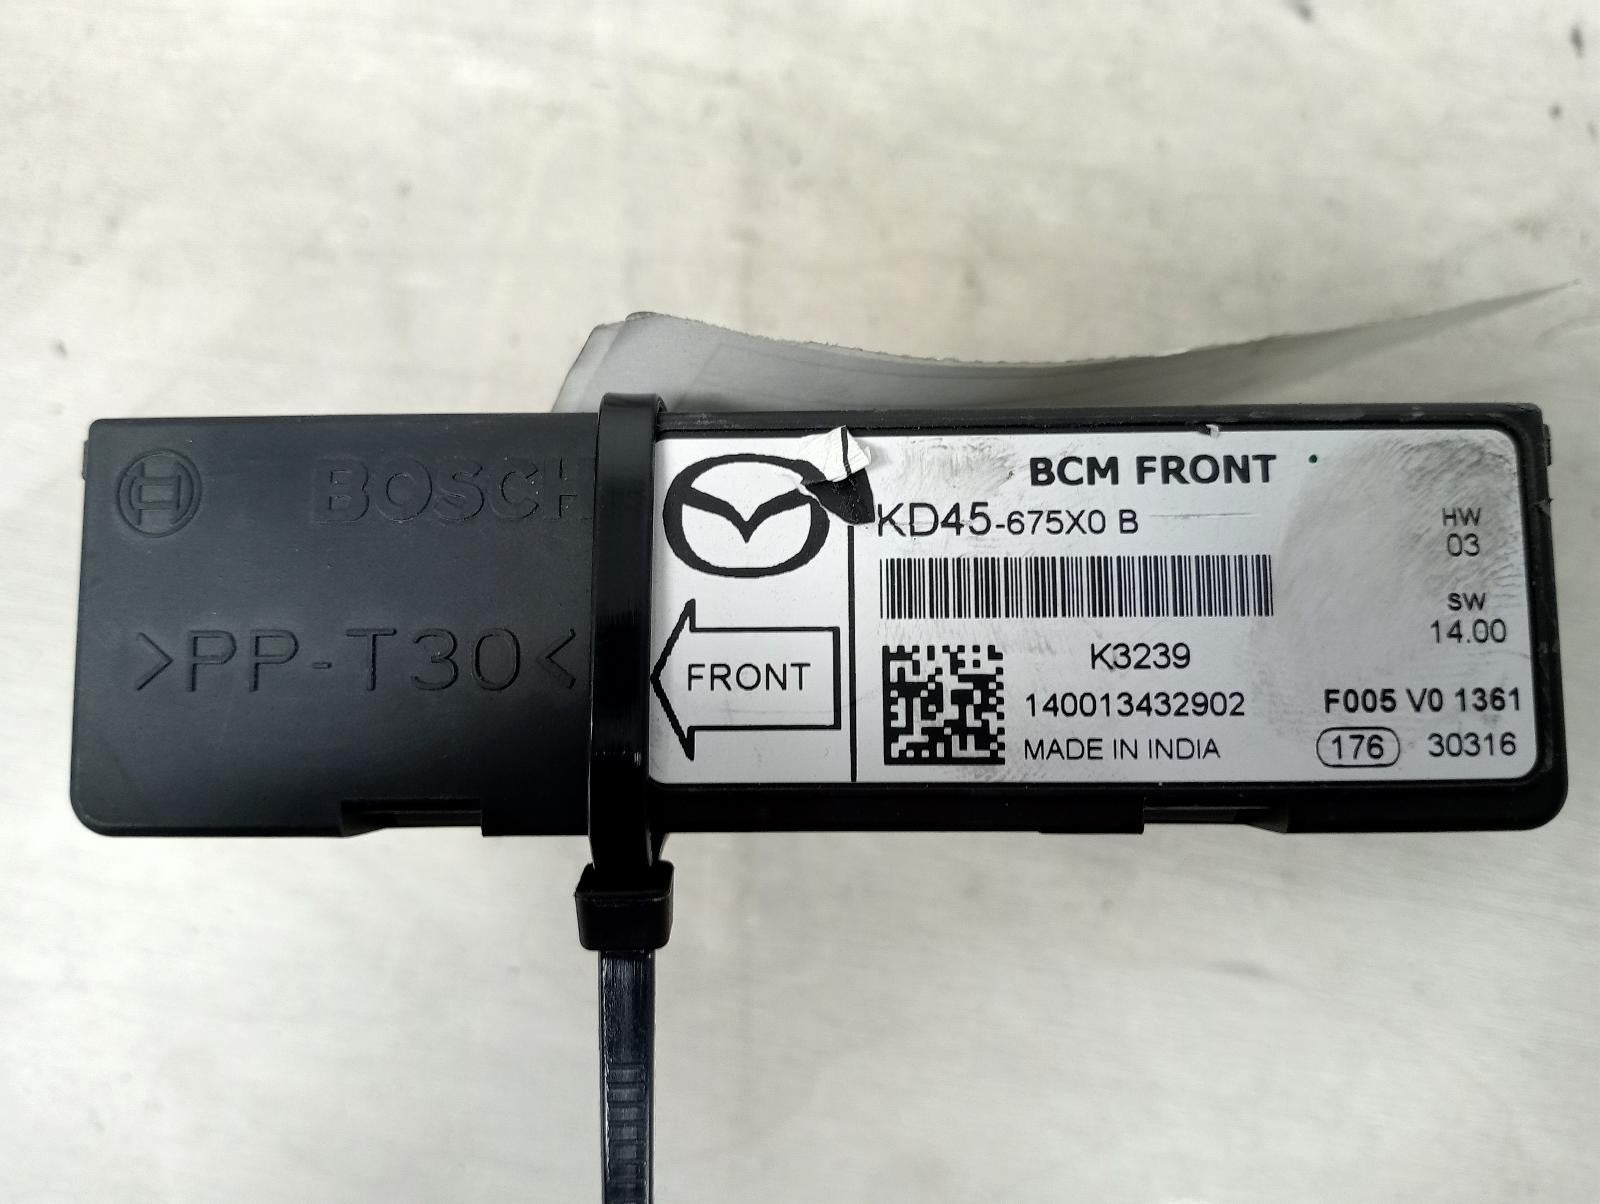 BOSCH
>PP-T30<
BCM FRONT
KD45-675X0 B
HW
03
SW
14.00
FRONT
K3239
140013432902
MADE IN INDIA
F005 V0 1361
176 30316